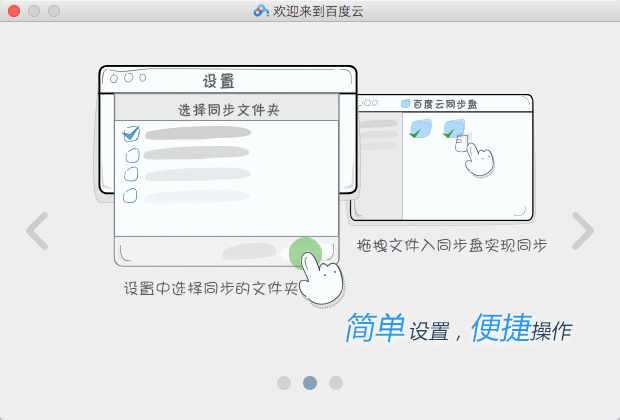 欢迎来到百度云
设置
选择同步文件夹
百度云同步盘
拖拽文件入同步盘实现同步
设置中选择同步的文件夹
简单设置，便捷操作